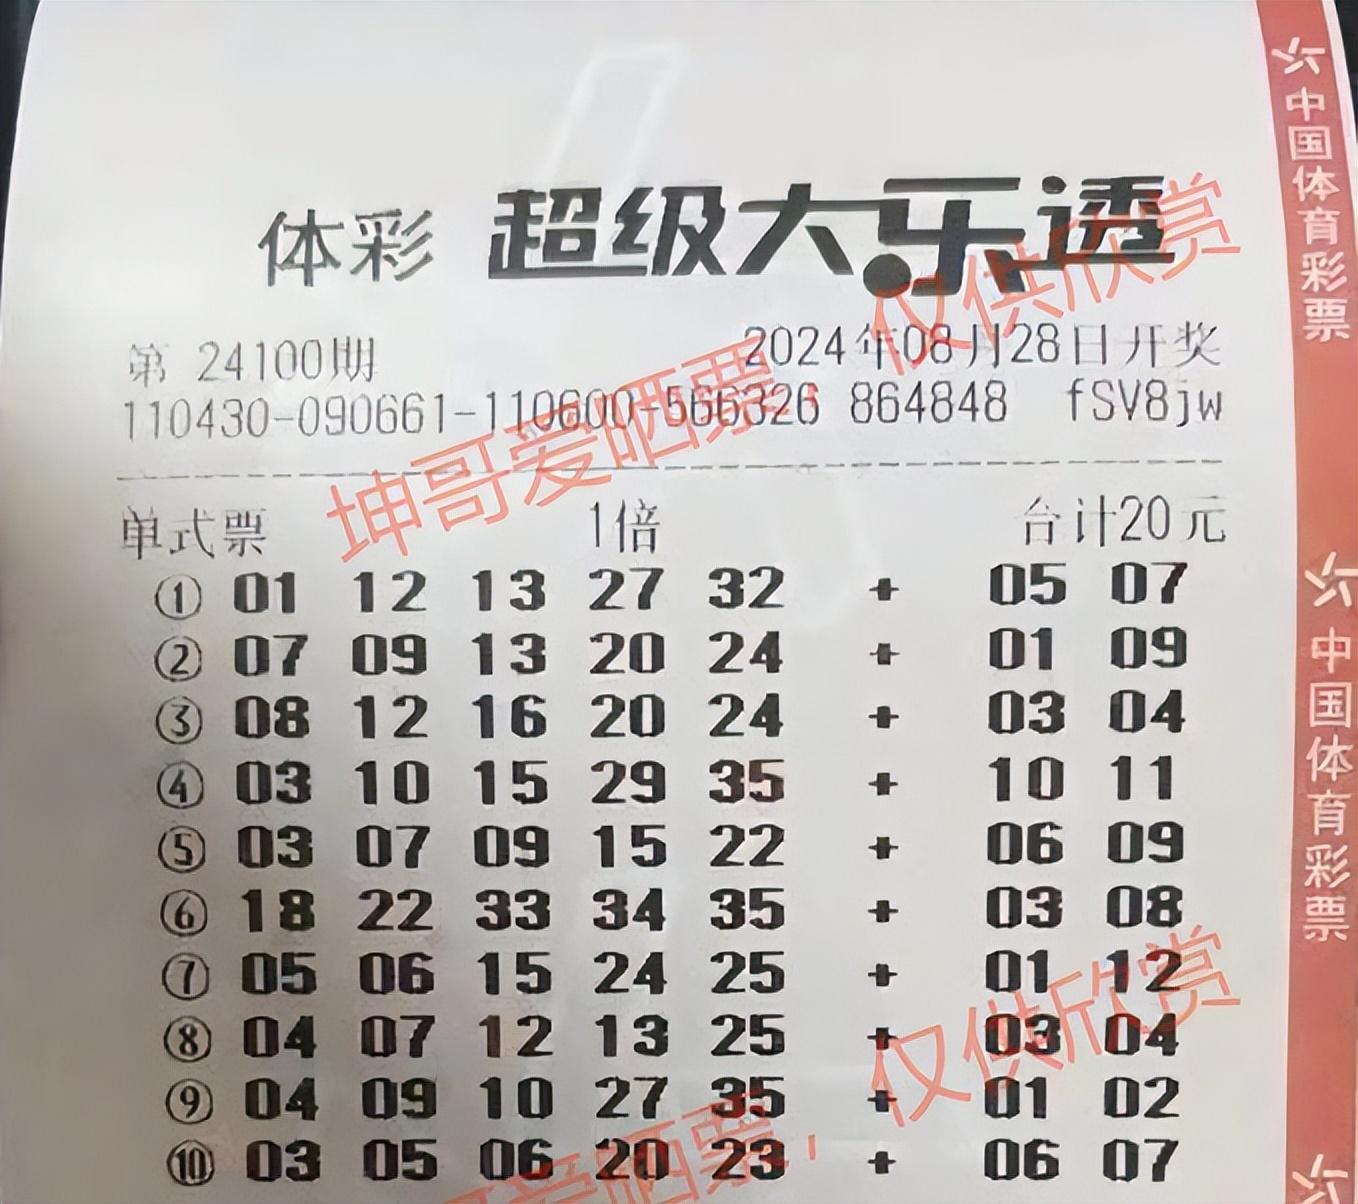 体彩 超级大乐透
第 24100期 2024年08月28日开奖
110430-090661-110600-566326 864848 fSV8jw
单式票 1倍 合计20元
① 01 12 13 27 32 + 05 07
② 07 09 13 20 24 + 01 09
③ 08 12 16 20 24 + 03 04
④ 03 10 15 29 35 + 10 11
⑤ 03 07 09 15 22 + 06 09
⑥ 18 22 33 34 35 + 03 08
⑦ 05 06 15 24 25 + 01 12
⑧ 04 07 12 13 25 + 03 04
⑨ 04 09 10 27 35 + 01 02
⑩ 03 05 06 20 23 + 06 07
坤哥爱晒票，仅供欣赏
坤哥爱晒票，仅供欣赏
中国体育彩票
中国体育彩票